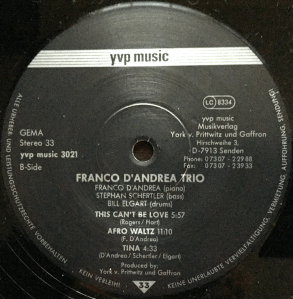 yvp music
GEMA
Stereo 33
yvp music 3021
B-Side
LC 8334
yvp music
Musikverlag
York v. Prittwitz und Gaffron
Hirschweife 3,
D-7913 Senden
Phone: 07307 - 22988
Fax: 07307 - 23933
FRANCO D'ANDREA TRIO
FRANCO D'ANDREA (piano)
STEPHAN SCHERTLER (bass)
BILL ELGART (drums)
THIS CAN'T BE LOVE 5:57
(Rogers/Hart)
AFRO WALTZ 11:10
(F. D'Andrea)
TINA 4:33
(D'Andrea / Schertler / Elgart)
Produced by:
York v. Prittwitz und Gaffron
33
ALLE URHEBER UND LEISTUNGSSCHUTZRECHTE VORBEHALTEN
KEIN VERLEIH!
KEINE UNERLAUBTE VERVIELFÄLTIGUNG, VERMIETUNG, AUFFÜHRUNG,